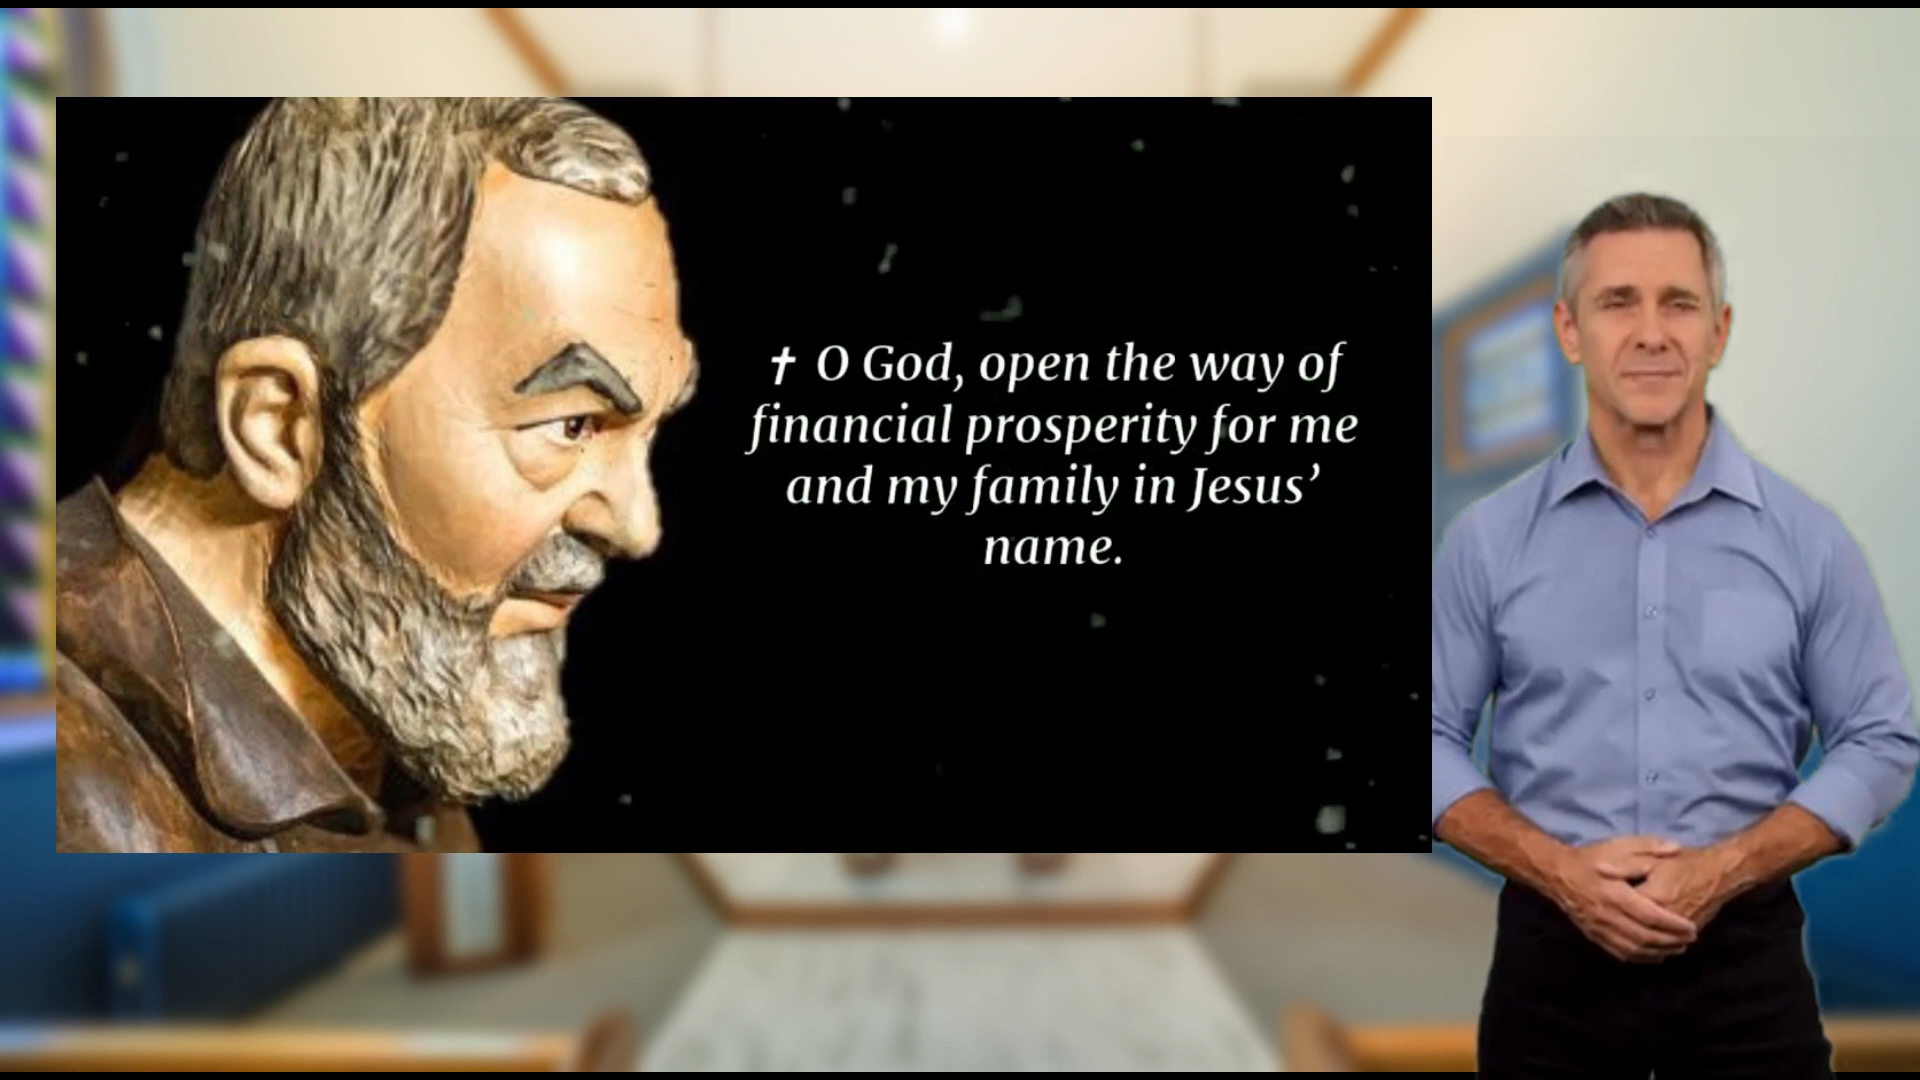 ✝ O God, open the way of
financial prosperity for me
and my family in Jesus’
name.